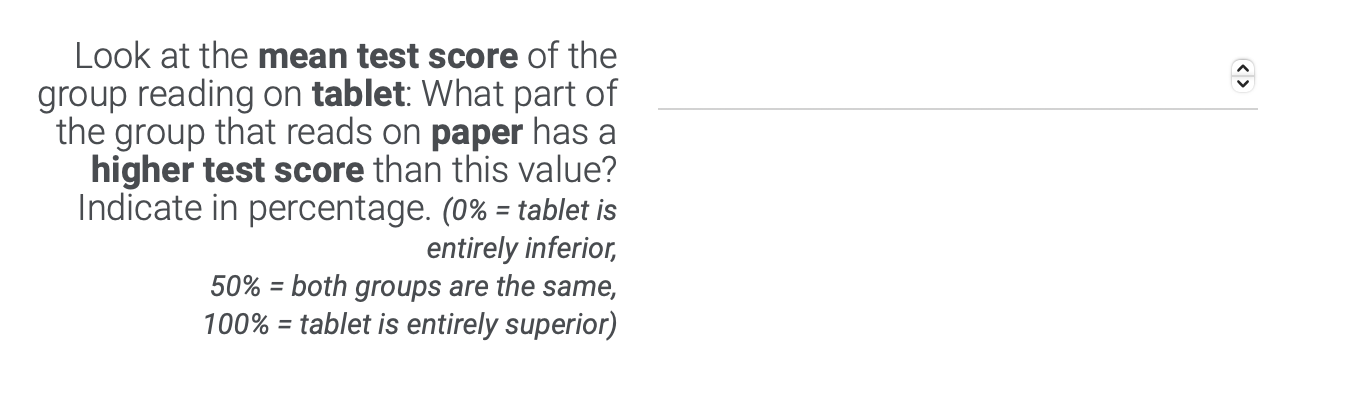 Look at the mean test score of the
group reading on tablet: What part of
the group that reads on paper has a
higher test score than this value?
Indicate in percentage. (0% = tablet is
entirely inferior,
50% = both groups are the same,
100% = tablet is entirely superior)